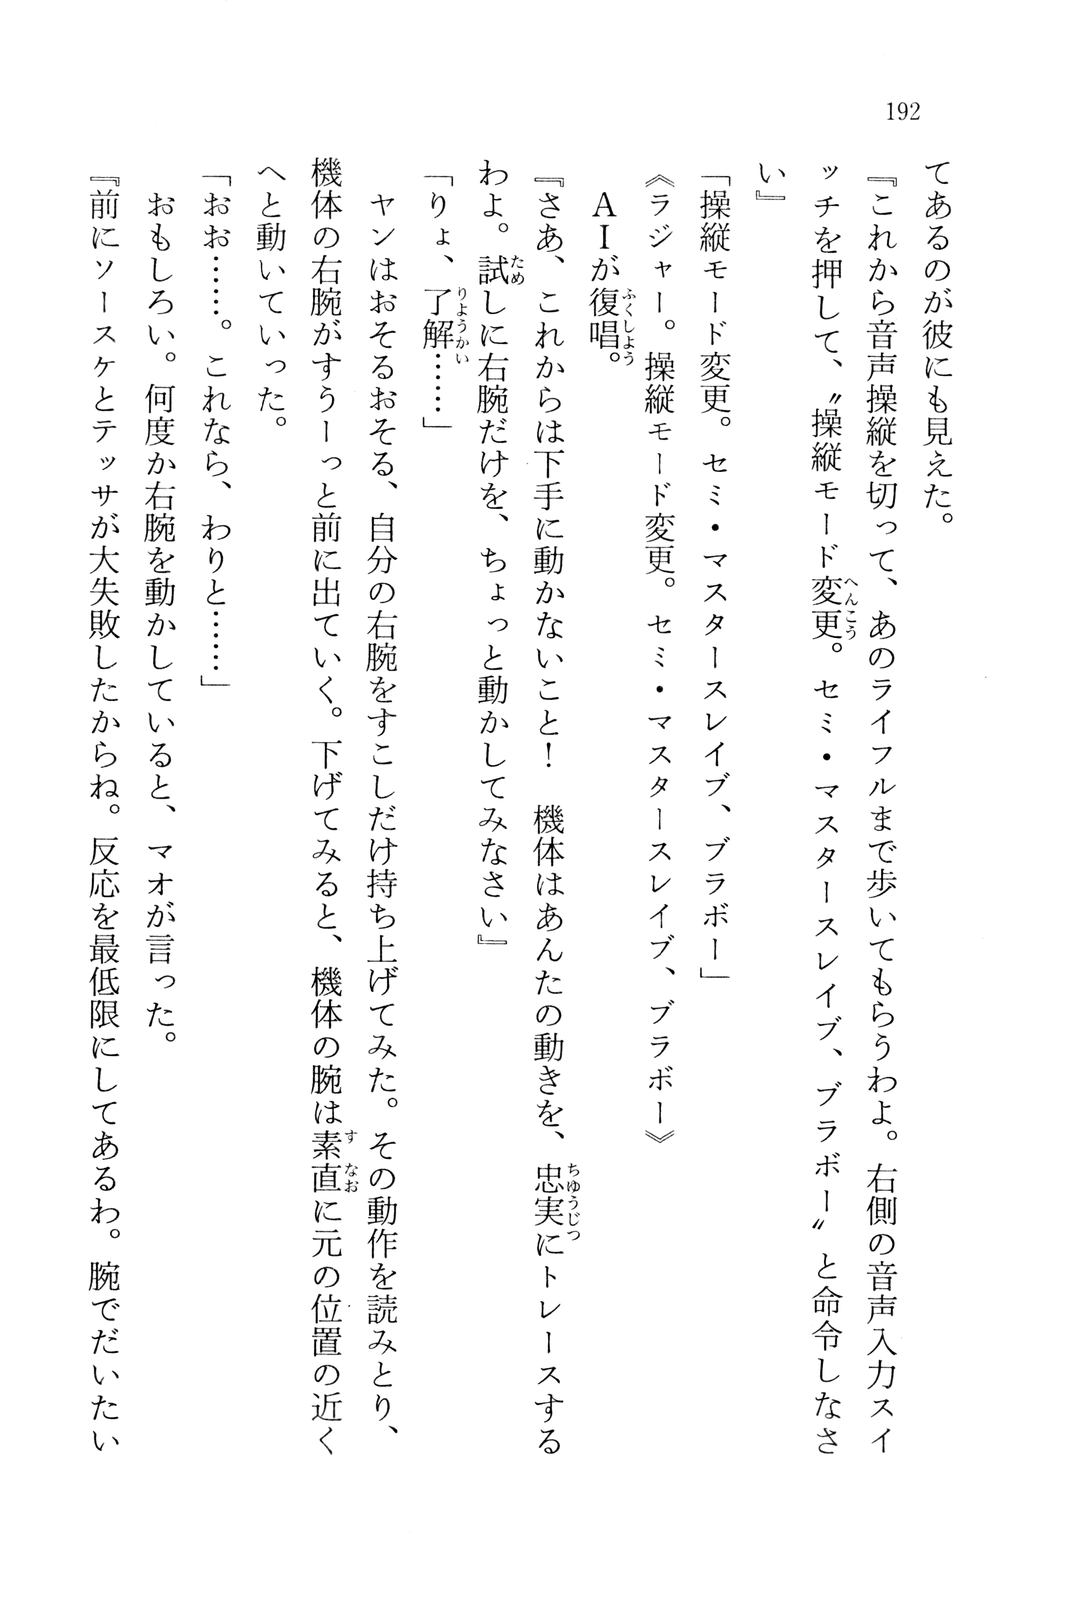 192
てあるのが彼にも見えた。
『これから音声操縦を切って、あのライフルまで歩いてもらうわよ。右側の音声入力スイ
ッチを押して、〝操縦モード変更。セミ・マスタースレイブ、ブラボー〟と命令しなさ
い』
「操縦モード変更。セミ・マスタースレイブ、ブラボー」
《ラジャー。操縦モード変更。セミ・マスタースレイブ、ブラボー》
　ＡＩが復唱。
『さあ、これからは下手に動かないこと！　機体はあんたの動きを、忠実にトレースする
わよ。試しに右腕だけを、ちょっと動かしてみなさい』
「りょ、了解……」
　ヤンはおそるおそる、自分の右腕をすこしだけ持ち上げてみた。その動作を読みとり、
機体の右腕がすうーっと前に出ていく。下げてみると、機体の腕は素直に元の位置の近く
へと動いていった。
「おお……。これなら、わりと……」
　おもしろい。何度か右腕を動かしていると、マオが言った。
『前にソースケとテッサが大失敗したからね。反応を最低限にしてあるわ。腕でだいたい